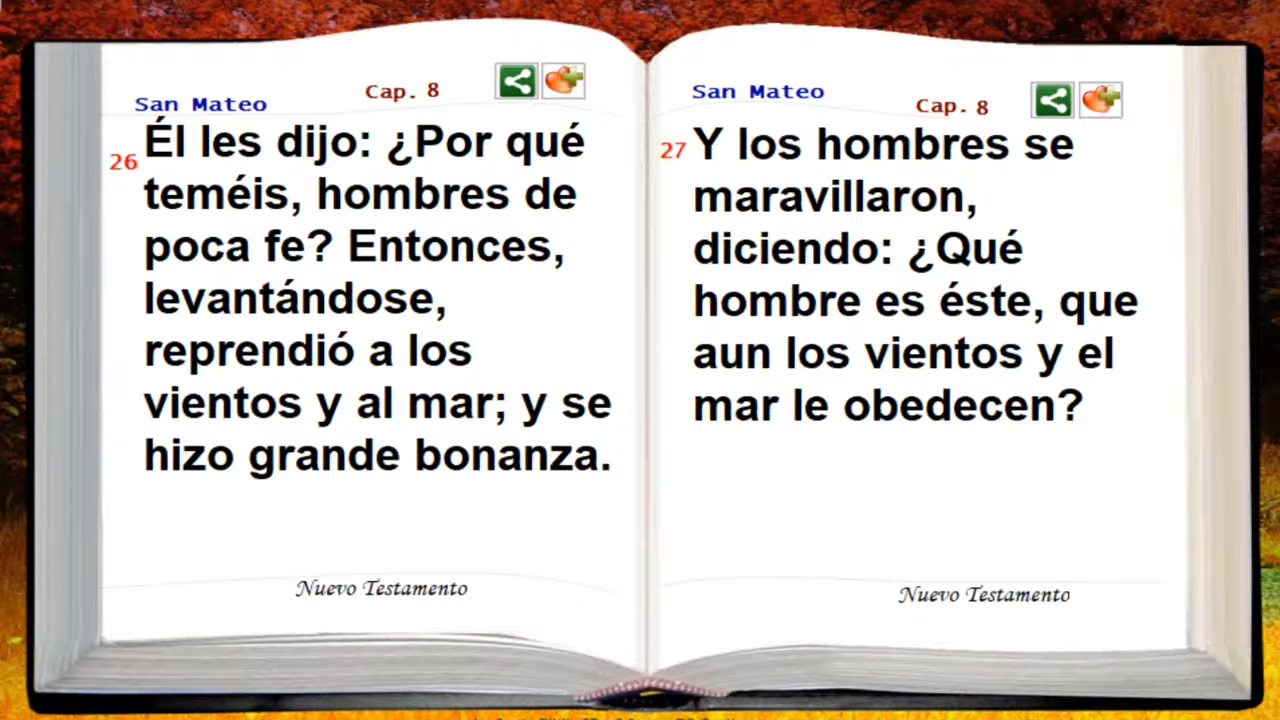 San Mateo
Cap. 8
26 Él les dijo: ¿Por qué
teméis, hombres de
poca fe? Entonces,
levantándose,
reprendió a los
vientos y al mar; y se
hizo grande bonanza.
Nuevo Testamento
San Mateo
Cap. 8
27 Y los hombres se
maravillaron,
diciendo: ¿Qué
hombre es éste, que
aun los vientos y el
mar le obedecen?
Nuevo Testamento